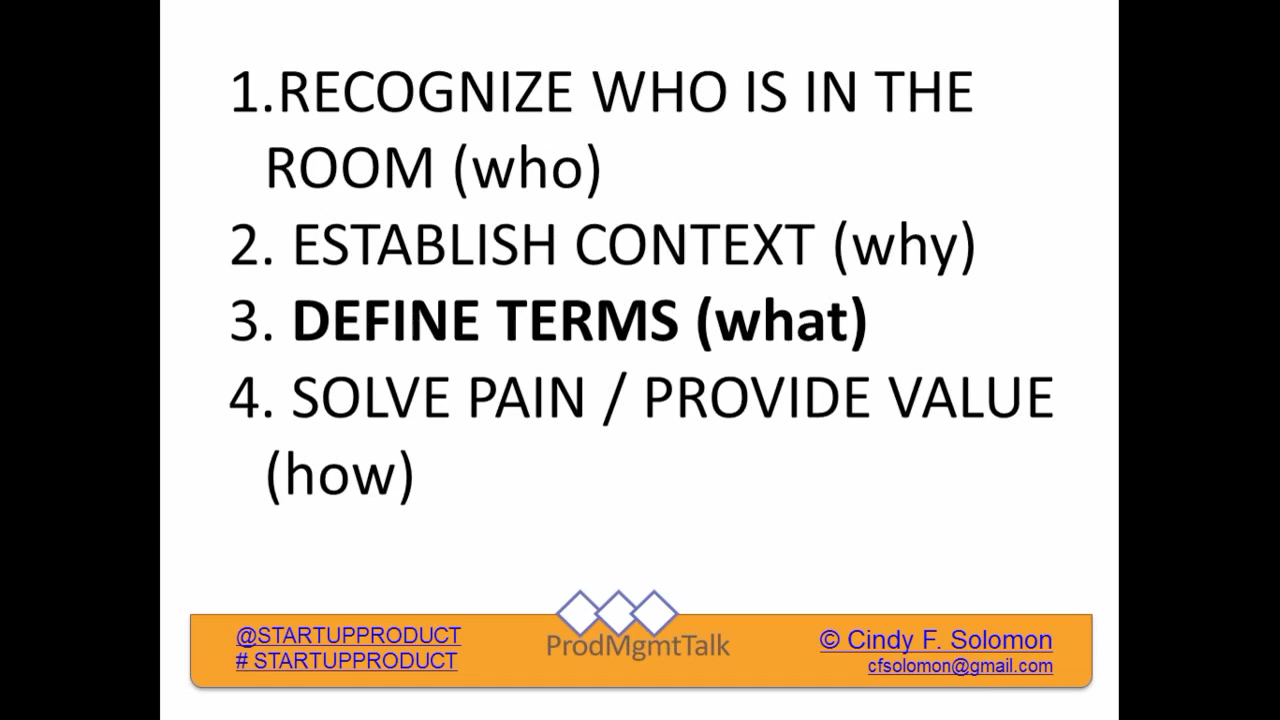 1.RECOGNIZE WHO IS IN THE
ROOM (who)
2. ESTABLISH CONTEXT (why)
3. DEFINE TERMS (what)
4. SOLVE PAIN / PROVIDE VALUE
(how)
@STARTUPPRODUCT
# STARTUPPRODUCT
ProdMgmtTalk
© Cindy F. Solomon
cfsolomon@gmail.com